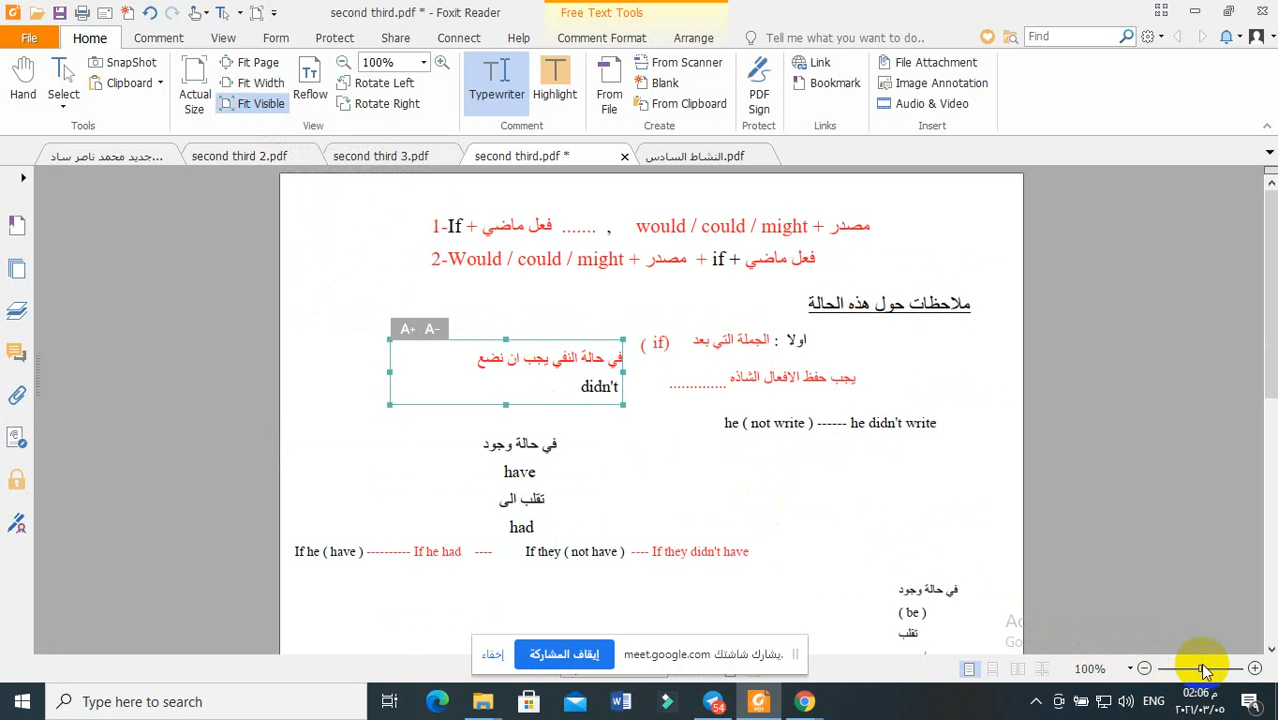 second third.pdf * - Foxit Reader
Free Text Tools
File Home Comment View Form Protect Share Connect Help Comment Format Arrange Tell me what you want to do.. Find
Hand
Select
SnapShot
Clipboard
Tools
Actual Size
Fit Page
Fit Width
Fit Visible
Reflow
100%
Rotate Left
Rotate Right
View
Typewriter
Highlight
Comment
From File
From Scanner
Blank
From Clipboard
Create
PDF Sign
Protect
Link
Bookmark
Links
File Attachment
Image Annotation
Audio & Video
Insert
جديد محمد ناصر ساد...
second third 2.pdf
second third 3.pdf
second third.pdf *
النشاط السادس.pdf
1-If + فعل ماضي ....... , would / could / might + مصدر
2-Would / could / might + مصدر + if + فعل ماضي
ملاحظات حول هذه الحالة
اولا : الجملة التي بعد ( if)
A+ A-
في حالة النفي يجب ان نضع
didn't
يجب حفظ الافعال الشاذه ..............
he ( not write ) ------ he didn't write
في حالة وجود
have
تقلب الى
had
If he ( have ) ---------- If he had ---- If they ( not have ) ---- If they didn't have
في حالة وجود
( be )
تقلب
يشارك شاشتك meet.google.com.
إيقاف المشاركة
إخفاء
100%
Type here to search
54
ENG
02:06 م
٢٠٢١/٠٣/٠٥